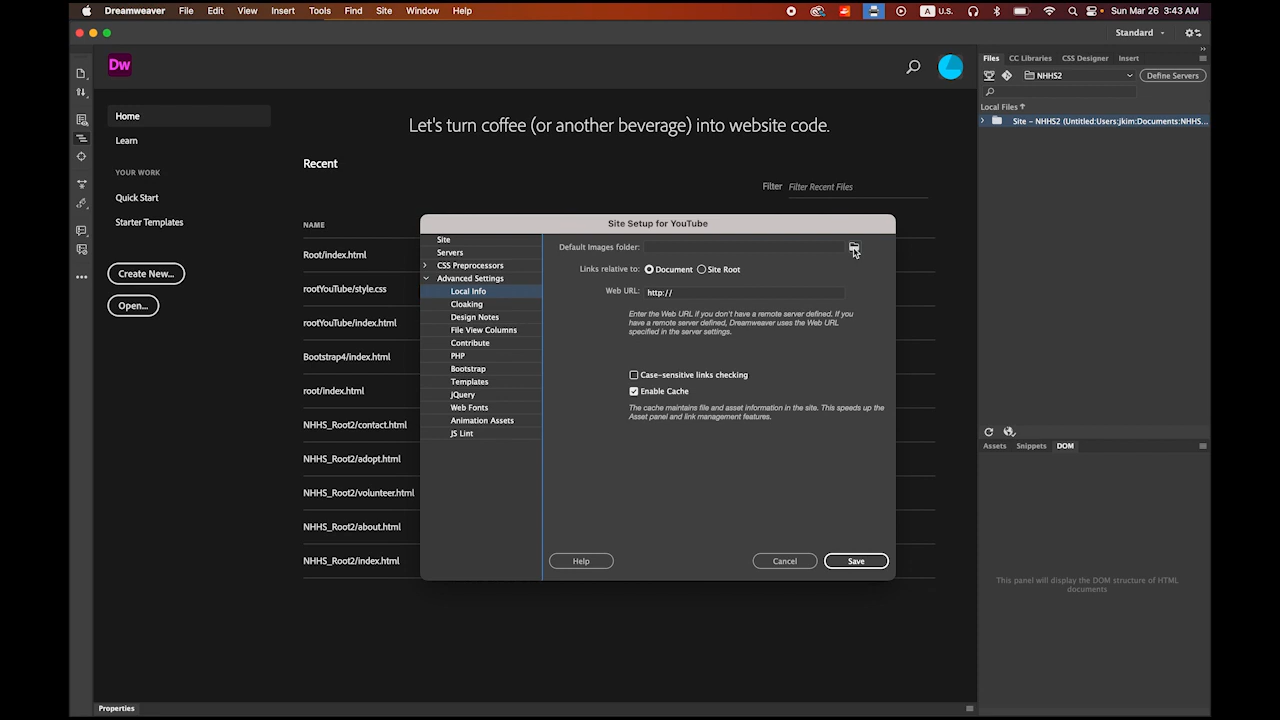 Dreamweaver File Edit View Insert Tools Find Site Window Help A U.S. Sun Mar 26 3:43 AM
Standard
Dw
Files CC Libraries CSS Designer Insert
NHHS2 Define Servers
Local Files
Site – NHHS2 (Untitled:Users:jkim:Documents:NHHS...
Home
Learn
YOUR WORK
Quick Start
Starter Templates
Create New...
Open...
Let's turn coffee (or another beverage) into website code.
Recent
Filter Filter Recent Files
NAME
Root/index.html
rootYouTube/style.css
rootYouTube/index.html
Bootstrap4/index.html
root/index.html
NHHS_Root2/contact.html
NHHS_Root2/adopt.html
NHHS_Root2/volunteer.html
NHHS_Root2/about.html
NHHS_Root2/index.html
Site Setup for YouTube
Site
Servers
CSS Preprocessors
Advanced Settings
Local Info
Cloaking
Design Notes
File View Columns
Contribute
PHP
Bootstrap
Templates
jQuery
Web Fonts
Animation Assets
JS Lint
Default Images folder:
Links relative to: Document Site Root
Web URL: http://
Enter the Web URL if you don't have a remote server defined. If you
have a remote server defined, Dreamweaver uses the Web URL
specified in the server settings.
Case-sensitive links checking
Enable Cache
The cache maintains file and asset information in the site. This speeds up the
Asset panel and link management features.
Help Cancel Save
Assets Snippets DOM
This panel will display the DOM structure of HTML
documents
Properties